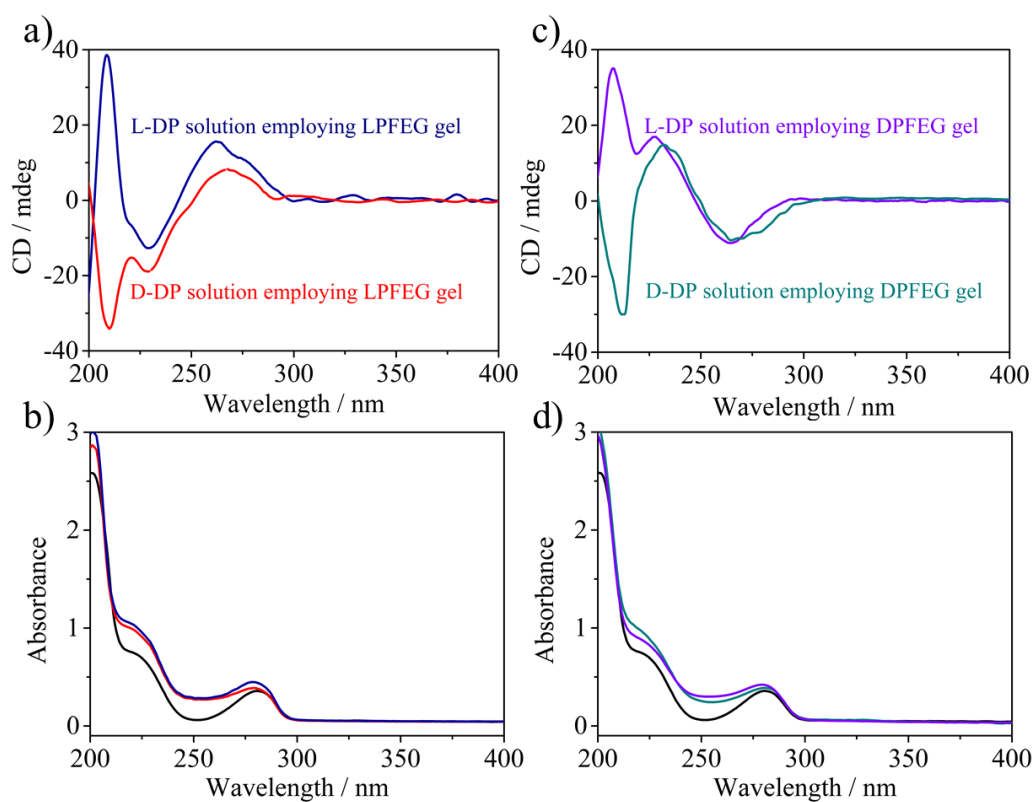 a)
40
20
0
-20
-40
CD / mdeg
L-DP solution employing LPFEG gel
D-DP solution employing LPFEG gel
200 250 300 350 400
Wavelength / nm
c)
40
20
0
-20
-40
CD / mdeg
L-DP solution employing DPFEG gel
D-DP solution employing DPFEG gel
200 250 300 350 400
Wavelength / nm
b)
3
2
1
0
Absorbance
200 250 300 350 400
Wavelength / nm
d)
3
2
1
0
Absorbance
200 250 300 350 400
Wavelength / nm